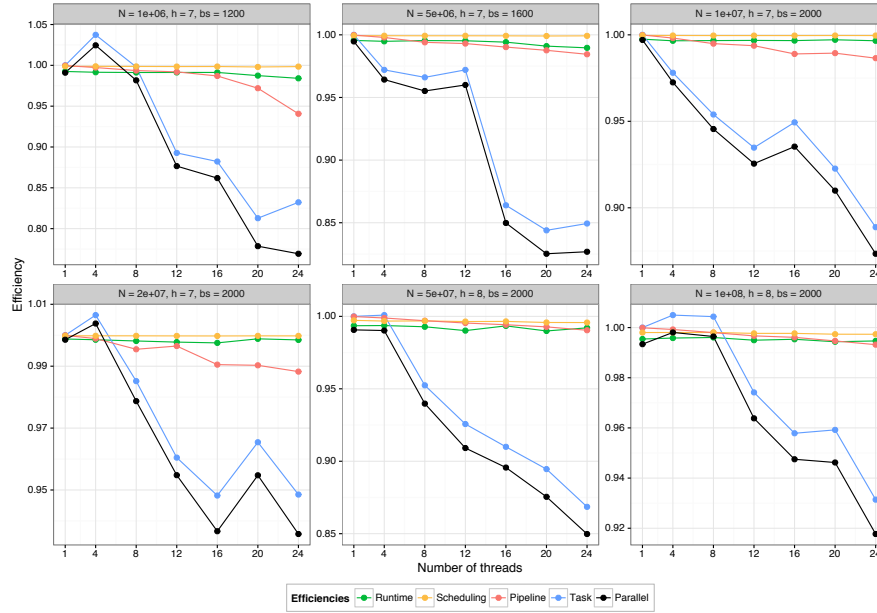 N = 1e+06, h = 7, bs = 1200
N = 5e+06, h = 7, bs = 1600
N = 1e+07, h = 7, bs = 2000
1.05
1.00
0.95
0.90
0.85
0.80
1.00
0.95
0.90
0.85
1.00
0.95
0.90
1 4 8 12 16 20 24
1 4 8 12 16 20 24
1 4 8 12 16 20 24
Efficiency
N = 2e+07, h = 7, bs = 2000
N = 5e+07, h = 8, bs = 2000
N = 1e+08, h = 8, bs = 2000
1.01
0.99
0.97
0.95
1.00
0.95
0.90
0.85
1.00
0.98
0.96
0.94
0.92
1 4 8 12 16 20 24
1 4 8 12 16 20 24
1 4 8 12 16 20 24
Number of threads
Efficiencies Runtime Scheduling Pipeline Task Parallel